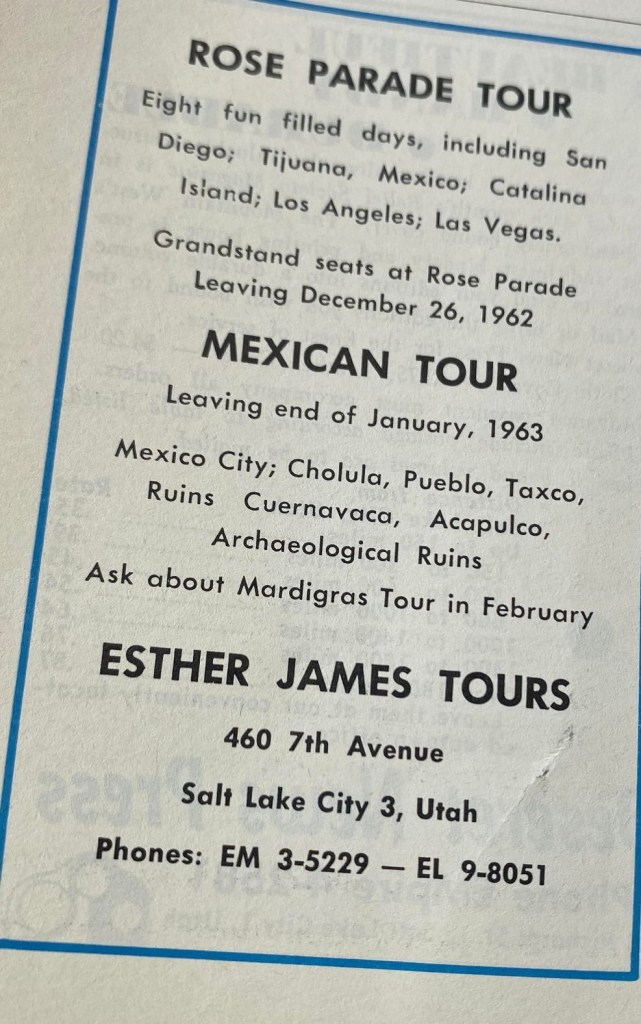 ROSE PARADE TOUR
Eight fun filled days, including San
Diego; Tijuana, Mexico; Catalina
Island; Los Angeles; Las Vegas.
Grandstand seats at Rose Parade
Leaving December 26, 1962
MEXICAN TOUR
Leaving end of January, 1963
Mexico City; Cholula, Pueblo, Taxco,
Ruins Cuernavaca, Acapulco,
Archaeological Ruins
Ask about Mardigras Tour in February
ESTHER JAMES TOURS
460 7th Avenue
Salt Lake City 3, Utah
Phones: EM 3-5229 — EL 9-8051